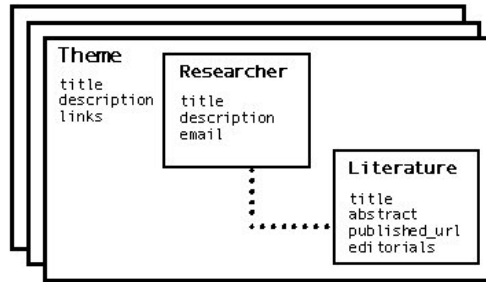 Theme
title
description
links
Researcher
title
description
email
Literature
title
abstract
published_url
editorials